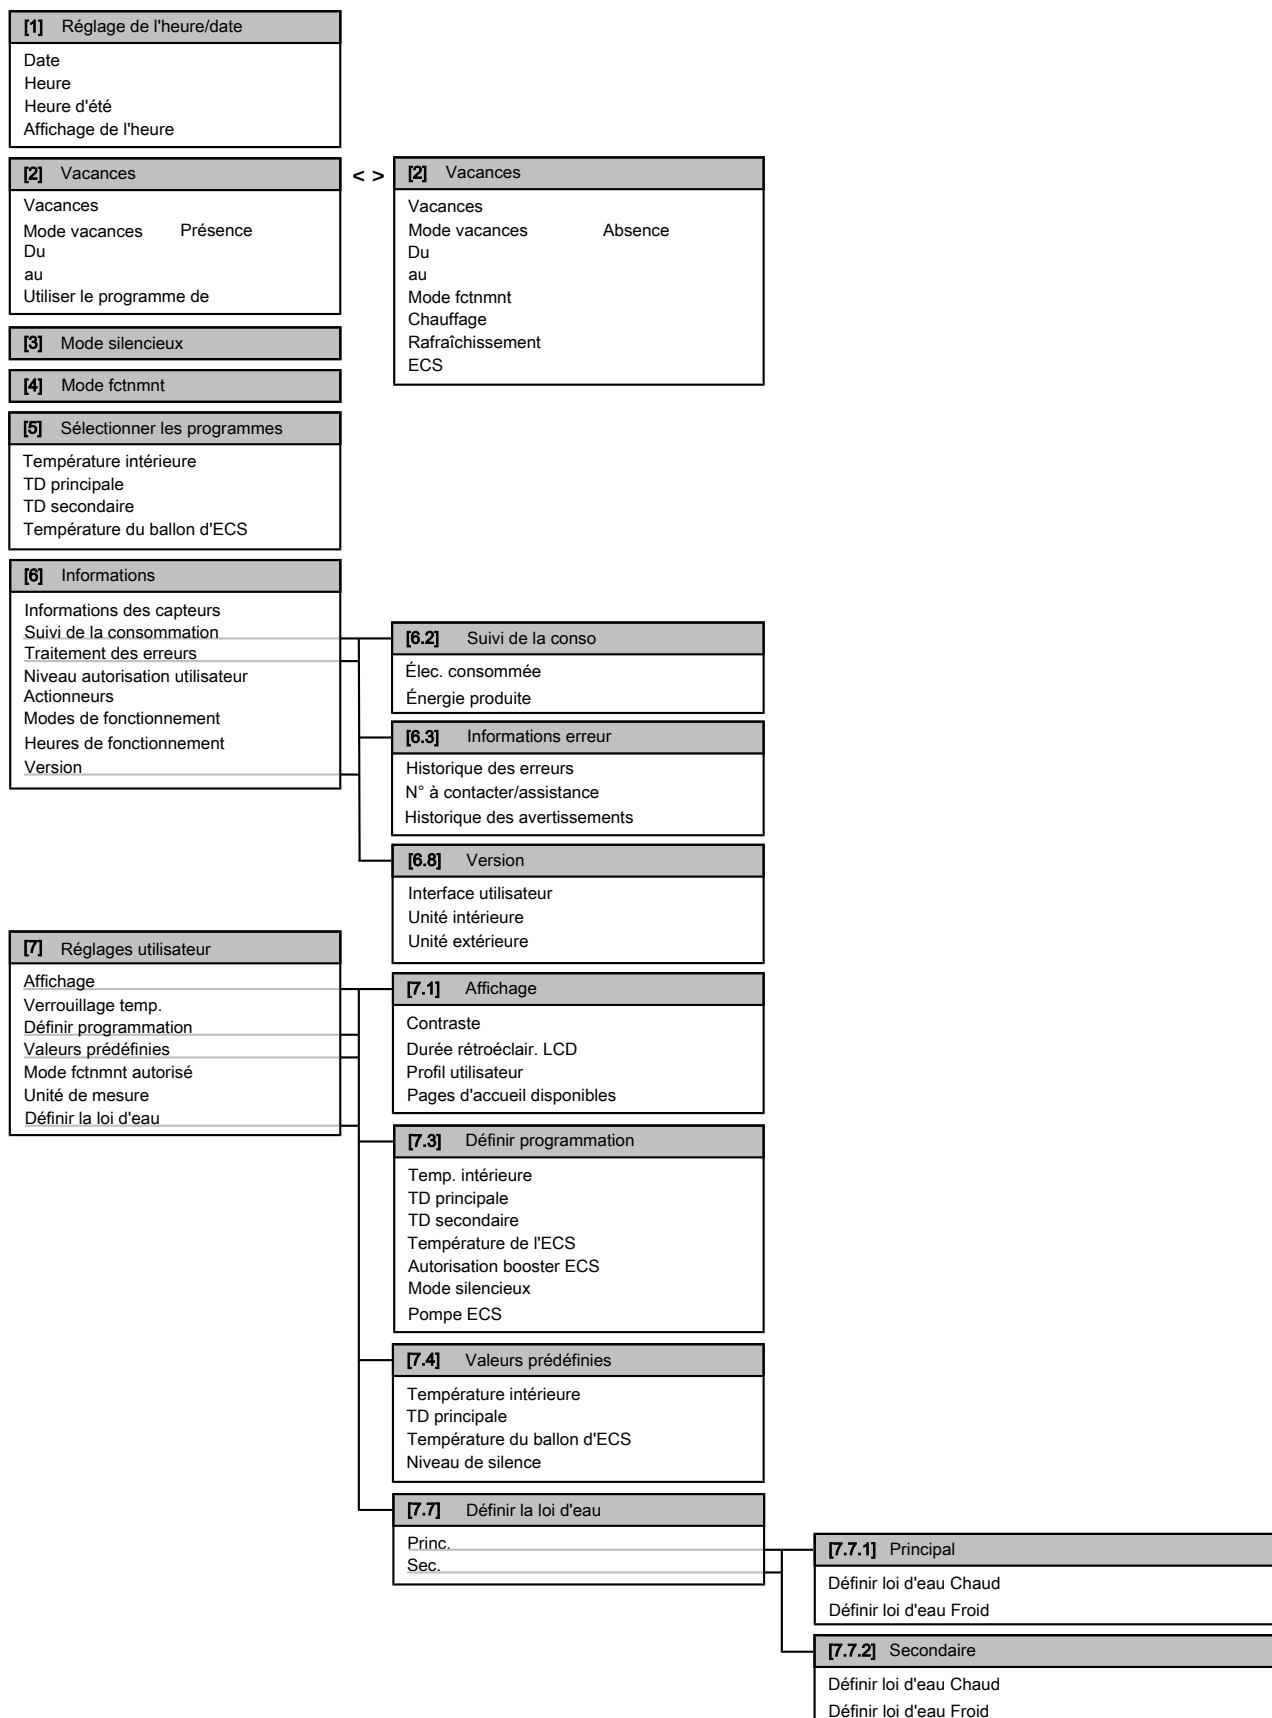 [1] Réglage de l'heure/date
Date
Heure
Heure d'été
Affichage de l'heure
[2] Vacances
Vacances
Mode vacances Présence
Du
au
Utiliser le programme de
< >
[2] Vacances
Vacances
Mode vacances Absence
Du
au
Mode fctnmnt
Chauffage
Rafraîchissement
ECS
[3] Mode silencieux
[4] Mode fctnmnt
[5] Sélectionner les programmes
Température intérieure
TD principale
TD secondaire
Température du ballon d'ECS
[6] Informations
Informations des capteurs
Suivi de la consommation
Traitement des erreurs
Niveau autorisation utilisateur
Actionneurs
Modes de fonctionnement
Heures de fonctionnement
Version
[6.2] Suivi de la conso
Élec. consommée
Énergie produite
[6.3] Informations erreur
Historique des erreurs
N° à contacter/assistance
Historique des avertissements
[6.8] Version
Interface utilisateur
Unité intérieure
Unité extérieure
[7] Réglages utilisateur
Affichage
Verrouillage temp.
Définir programmation
Valeurs prédéfinies
Mode fctnmnt autorisé
Unité de mesure
Définir la loi d'eau
[7.1] Affichage
Contraste
Durée rétroéclair. LCD
Profil utilisateur
Pages d'accueil disponibles
[7.3] Définir programmation
Temp. intérieure
TD principale
TD secondaire
Température de l'ECS
Autorisation booster ECS
Mode silencieux
Pompe ECS
[7.4] Valeurs prédéfinies
Température intérieure
TD principale
Température du ballon d'ECS
Niveau de silence
[7.7] Définir la loi d'eau
Princ.
Sec.
[7.7.1] Principal
Définir loi d'eau Chaud
Définir loi d'eau Froid
[7.7.2] Secondaire
Définir loi d'eau Chaud
Définir loi d'eau Froid